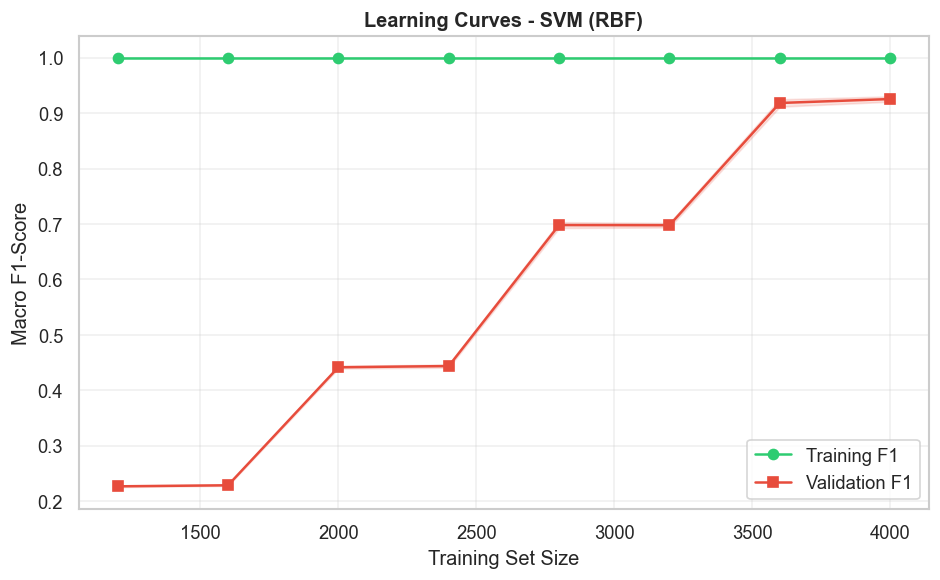 Learning Curves - SVM (RBF)
Macro F1-Score
1.0
0.9
0.8
0.7
0.6
0.5
0.4
0.3
0.2
Training F1
Validation F1
1500 2000 2500 3000 3500 4000
Training Set Size